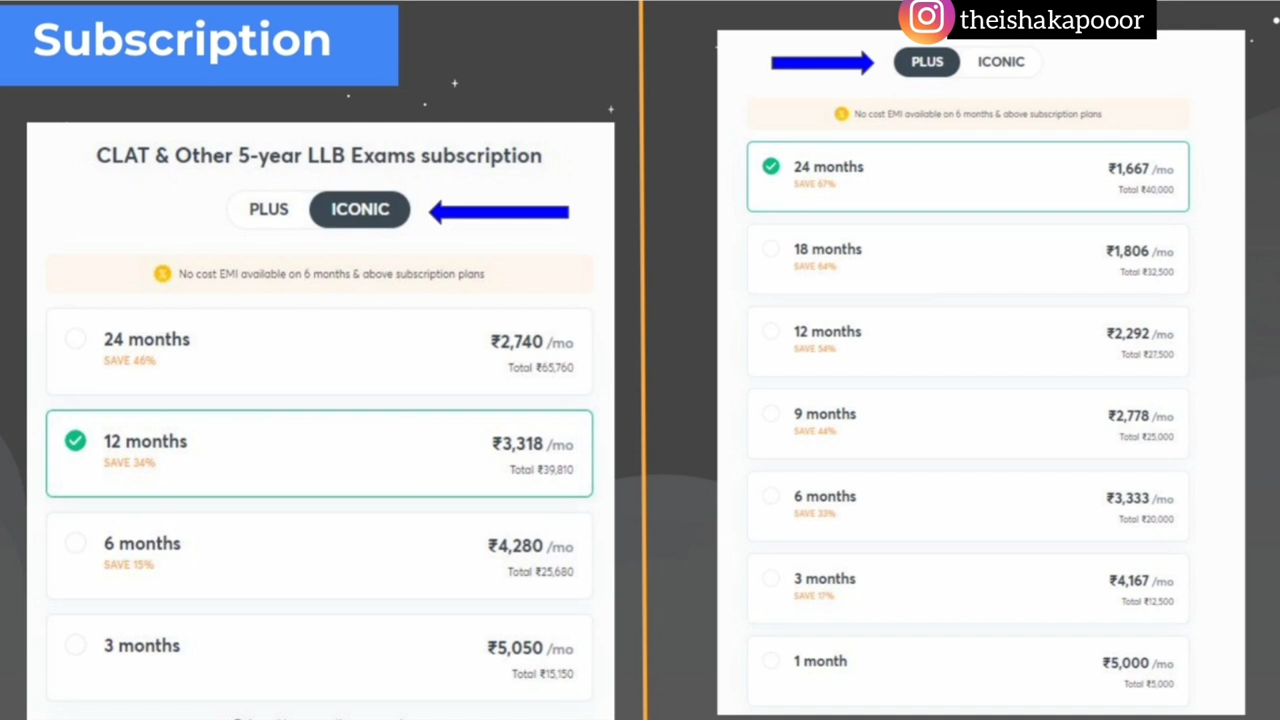 Subscription
theishakapooor
CLAT & Other 5-year LLB Exams subscription
PLUS ICONIC
No cost EMI available on 6 months & above subscription plans
24 months ₹2,740 /mo
SAVE 46% Total ₹65,760
12 months ₹3,318 /mo
SAVE 34% Total ₹39,810
6 months ₹4,280 /mo
SAVE 15% Total ₹25,680
3 months ₹5,050 /mo
Total ₹15,150
PLUS ICONIC
No cost EMI available on 6 months & above subscription plans
24 months ₹1,667 /mo
SAVE 67% Total ₹40,000
18 months ₹1,806 /mo
SAVE 64% Total ₹32,500
12 months ₹2,292 /mo
SAVE 54% Total ₹27,500
9 months ₹2,778 /mo
SAVE 44% Total ₹25,000
6 months ₹3,333 /mo
SAVE 33% Total ₹20,000
3 months ₹4,167 /mo
SAVE 17% Total ₹12,500
1 month ₹5,000 /mo
Total ₹5,000